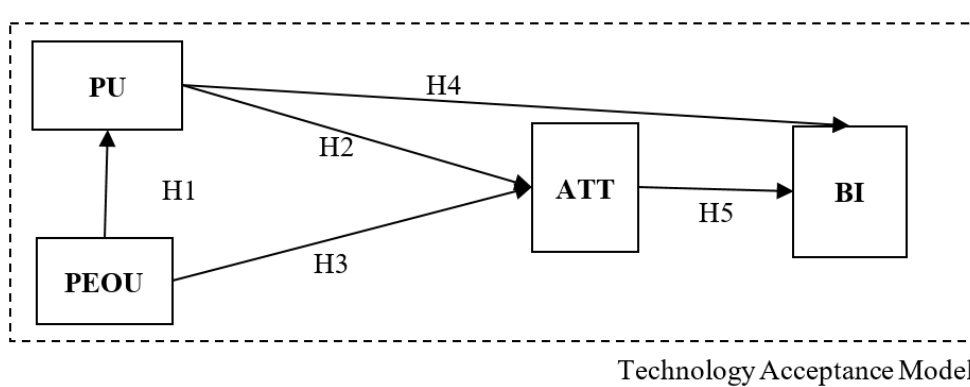 PU
H4
H2
ATT
BI
H1
H5
H3
PEOU
Technology Acceptance Model